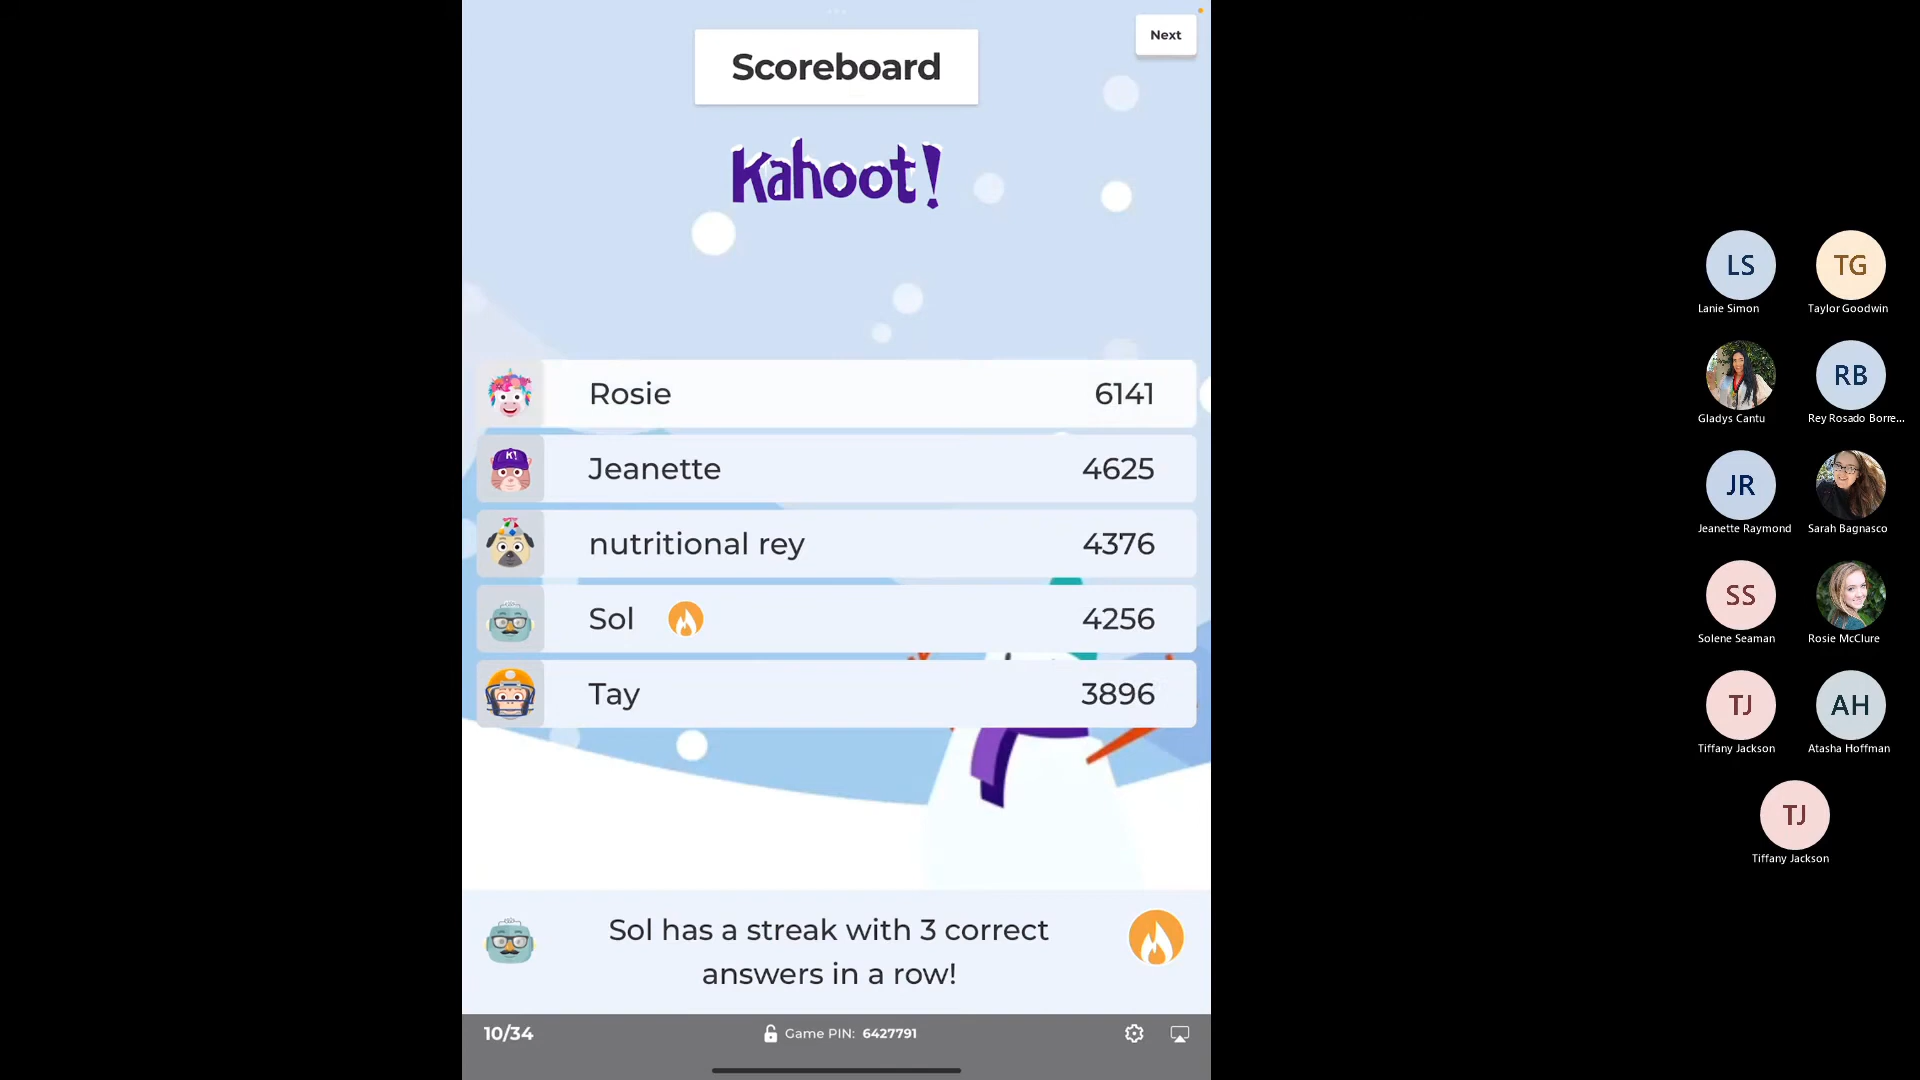 Next
Scoreboard
Kahoot!
Rosie 6141
Jeanette 4625
nutritional rey 4376
Sol 4256
Tay 3896
Sol has a streak with 3 correct
answers in a row!
10/34 Game PIN: 6427791
LS TG
Lanie Simon Taylor Goodwin
RB
Gladys Cantu Rey Rosado Borre...
JR
Jeanette Raymond Sarah Bagnasco
SS
Solene Seaman Rosie McClure
TJ AH
Tiffany Jackson Atasha Hoffman
TJ
Tiffany Jackson